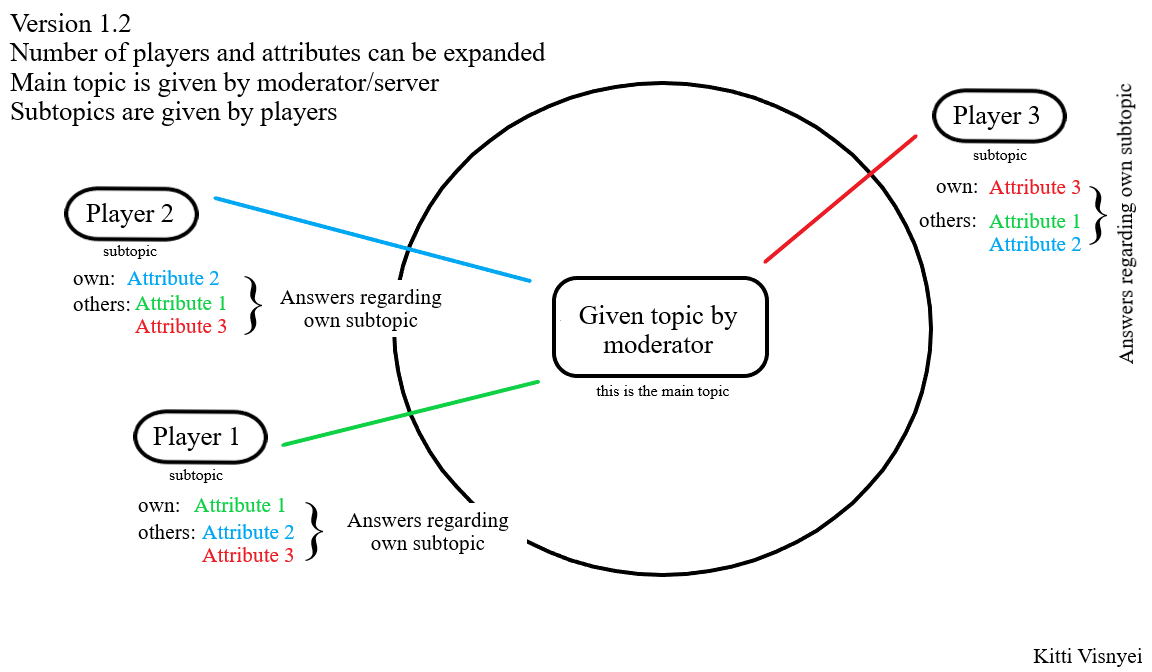 Version 1.2
Number of players and attributes can be expanded
Main topic is given by moderator/server
Subtopics are given by players
Player 3
subtopic
own: Attribute 3
others: Attribute 1
Attribute 2
Answers regarding own subtopic
Player 2
subtopic
own: Attribute 2
others: Attribute 1
Attribute 3
Answers regarding
own subtopic
Given topic by
moderator
this is the main topic
Player 1
subtopic
own: Attribute 1
others: Attribute 2
Attribute 3
Answers regarding
own subtopic
Kitti Visnyei